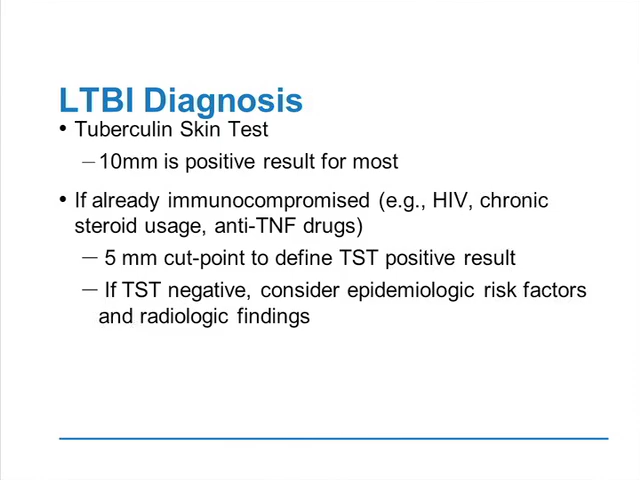 LTBI Diagnosis
• Tuberculin Skin Test
– 10mm is positive result for most
• If already immunocompromised (e.g., HIV, chronic
steroid usage, anti-TNF drugs)
– 5 mm cut-point to define TST positive result
– If TST negative, consider epidemiologic risk factors
and radiologic findings